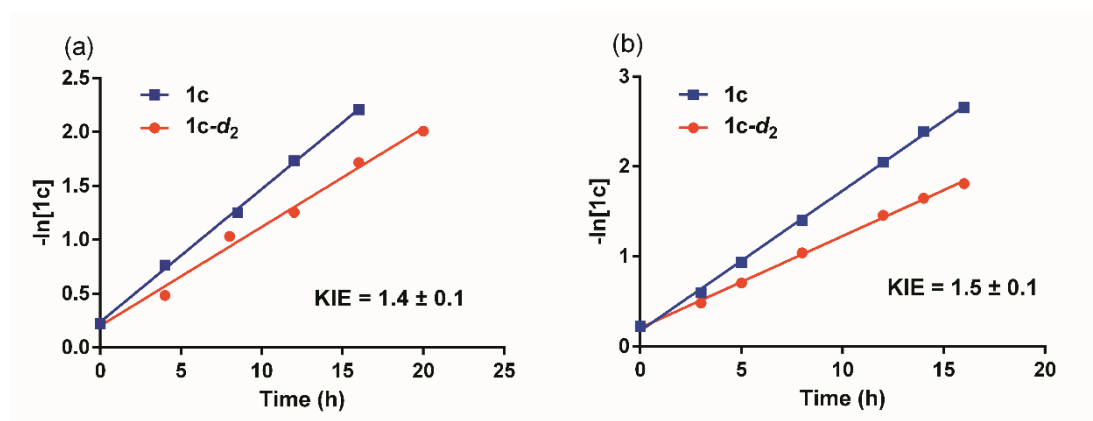 (a)
1c
1c-d2
2.5
2.0
1.5
1.0
0.5
0.0
-ln[1c]
KIE = 1.4 ± 0.1
0 5 10 15 20 25
Time (h)
(b)
1c
1c-d2
3
2
1
0
-ln[1c]
KIE = 1.5 ± 0.1
0 5 10 15 20
Time (h)